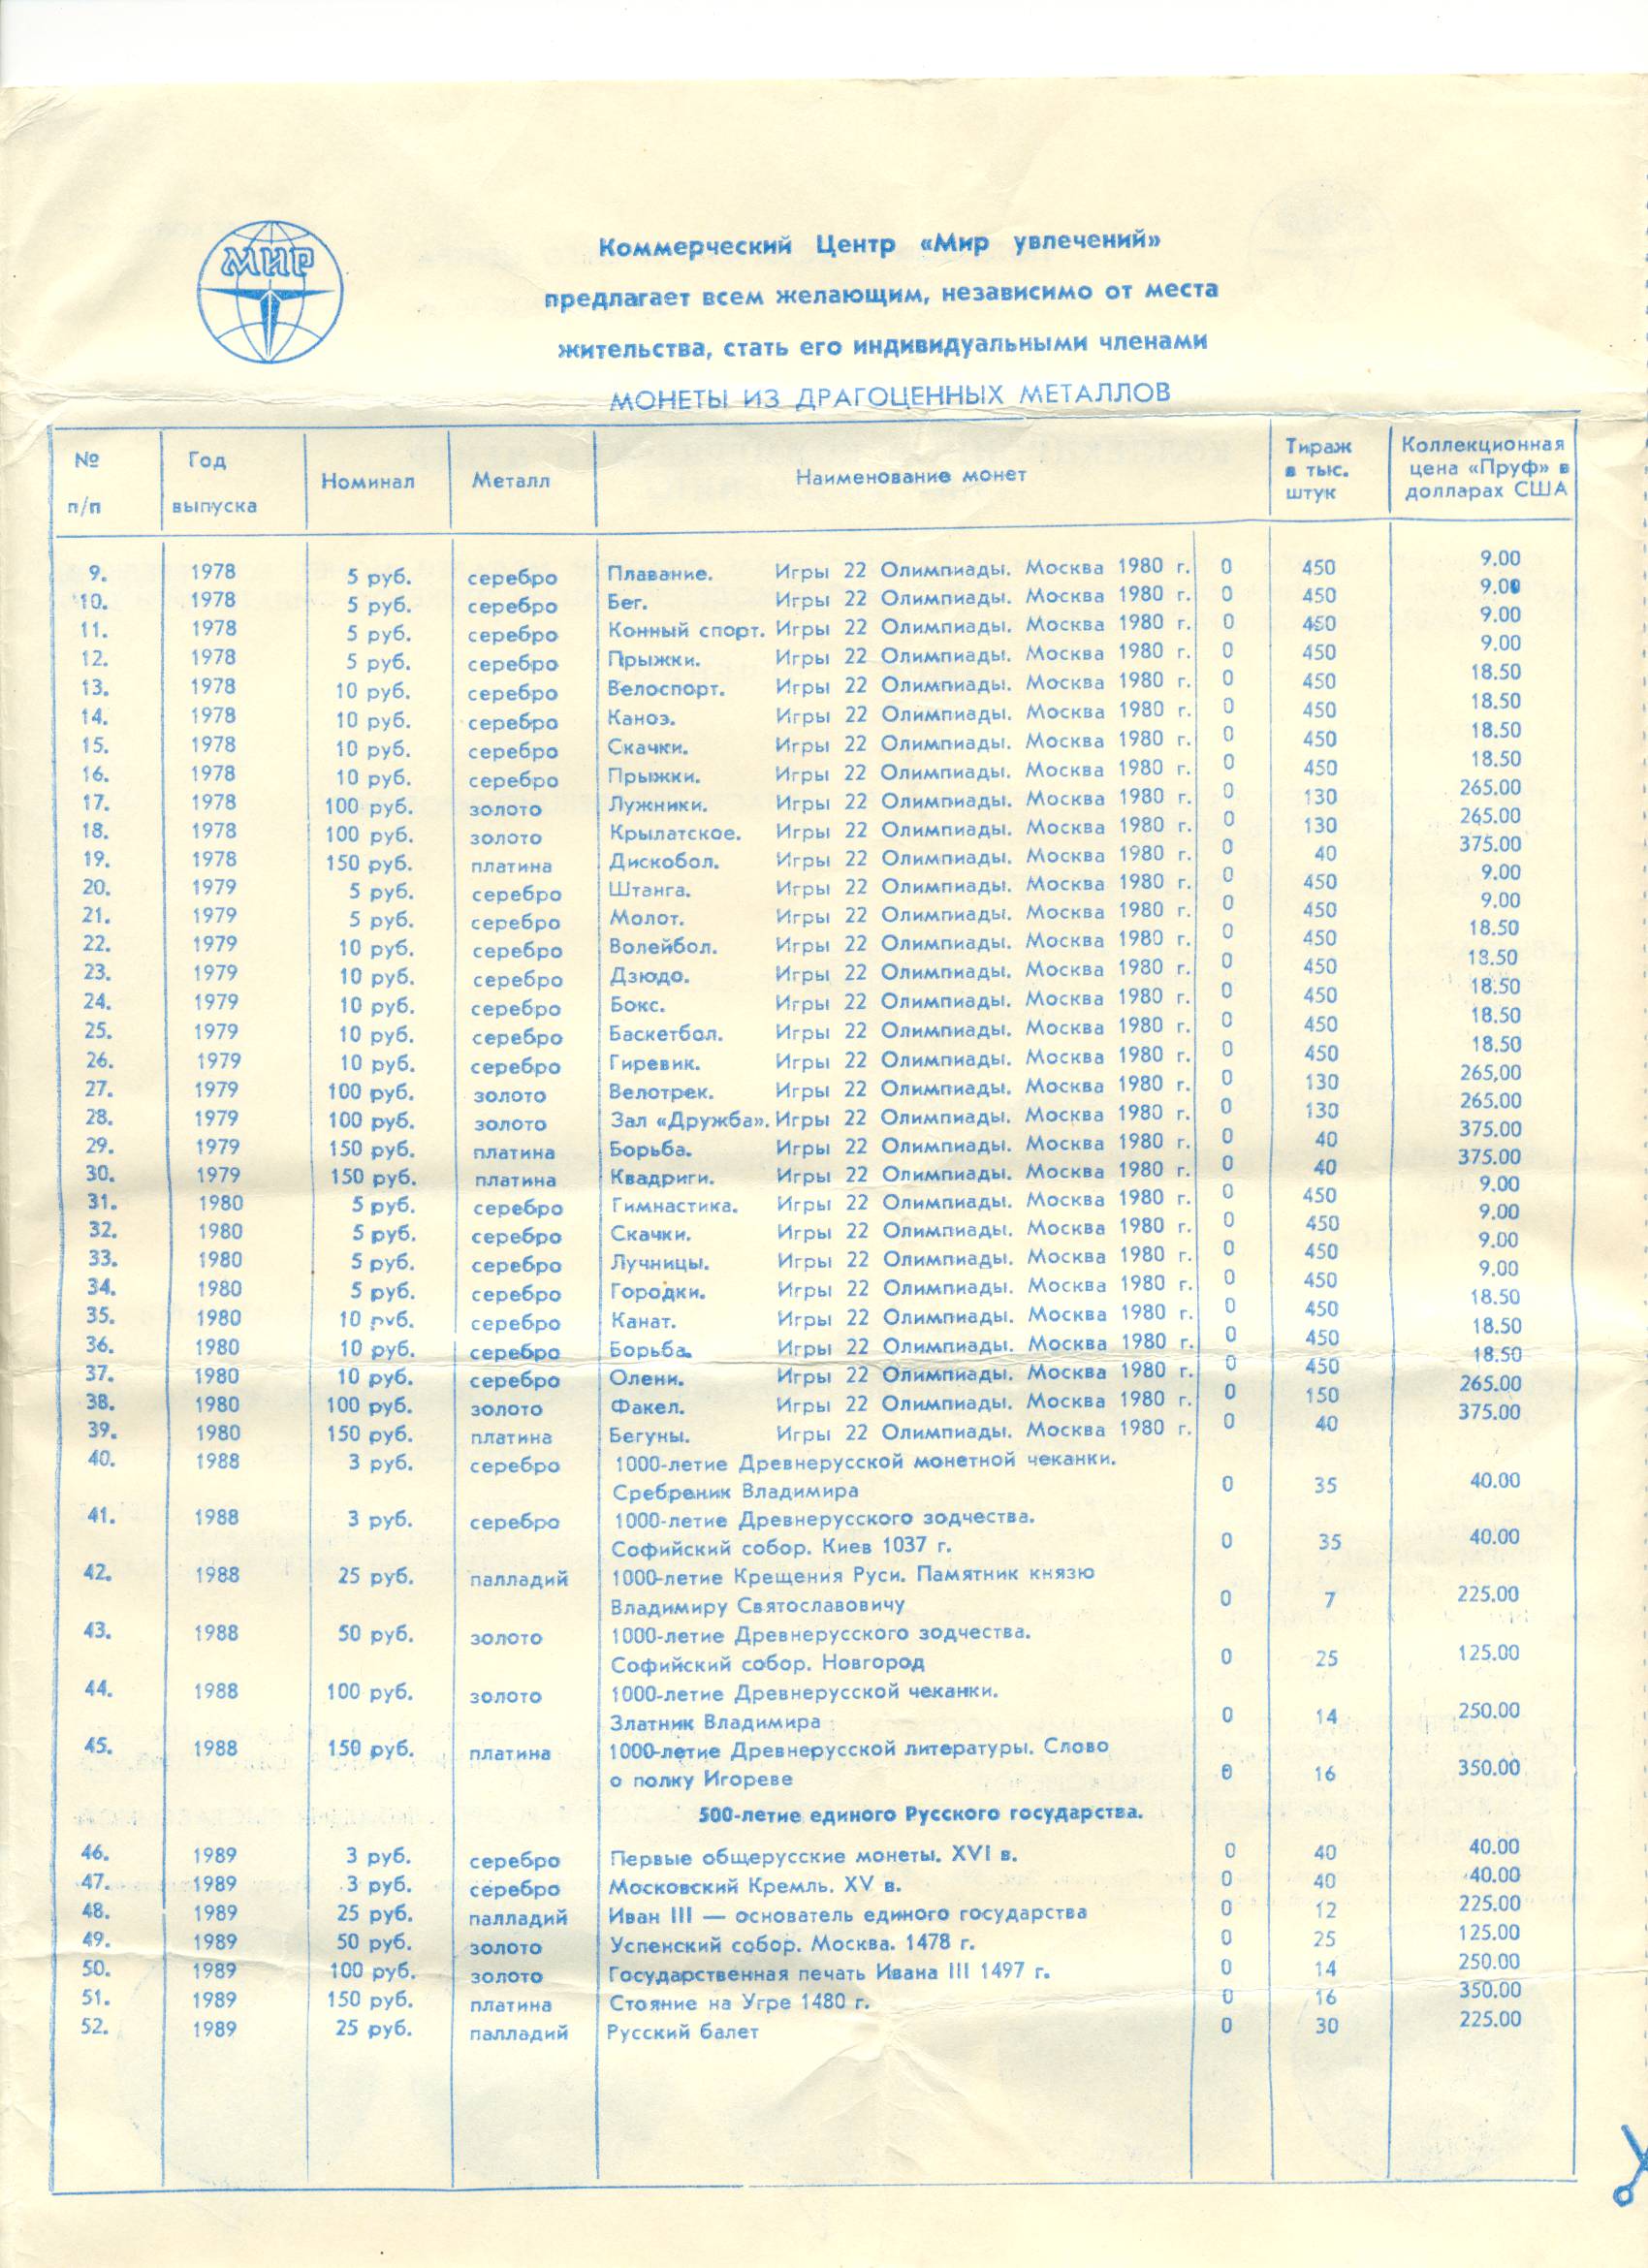 МИР
Коммерческий Центр «Мир увлечений»
предлагает всем желающим, независимо от места
жительства, стать его индивидуальными членами
МОНЕТЫ ИЗ ДРАГОЦЕННЫХ МЕТАЛЛОВ
№ п/п Год выпуска Номинал Металл Наименование монет Тираж в тыс. штук Коллекционная цена «Пруф» в долларах США
9. 1978 5 руб. серебро Плавание. Игры 22 Олимпиады. Москва 1980 г. 0 450 9.00
10. 1978 5 руб. серебро Бег. Игры 22 Олимпиады. Москва 1980 г. 0 450 9.00
11. 1978 5 руб. серебро Конный спорт. Игры 22 Олимпиады. Москва 1980 г. 0 450 9.00
12. 1978 5 руб. серебро Прыжки. Игры 22 Олимпиады. Москва 1980 г. 0 450 9.00
13. 1978 10 руб. серебро Велоспорт. Игры 22 Олимпиады. Москва 1980 г. 0 450 18.50
14. 1978 10 руб. серебро Каноэ. Игры 22 Олимпиады. Москва 1980 г. 0 450 18.50
15. 1978 10 руб. серебро Скачки. Игры 22 Олимпиады. Москва 1980 г. 0 450 18.50
16. 1978 10 руб. серебро Прыжки. Игры 22 Олимпиады. Москва 1980 г. 0 450 18.50
17. 1978 100 руб. золото Лужники. Игры 22 Олимпиады. Москва 1980 г. 0 130 265.00
18. 1978 100 руб. золото Крылатское. Игры 22 Олимпиады. Москва 1980 г. 0 130 265.00
19. 1978 150 руб. платина Дискобол. Игры 22 Олимпиады. Москва 1980 г. 0 40 375.00
20. 1979 5 руб. серебро Штанга. Игры 22 Олимпиады. Москва 1980 г. 0 450 9.00
21. 1979 5 руб. серебро Молот. Игры 22 Олимпиады. Москва 1980 г. 0 450 9.00
22. 1979 10 руб. серебро Волейбол. Игры 22 Олимпиады. Москва 1980 г. 0 450 18.50
23. 1979 10 руб. серебро Дзюдо. Игры 22 Олимпиады. Москва 1980 г. 0 450 18.50
24. 1979 10 руб. серебро Бокс. Игры 22 Олимпиады. Москва 1980 г. 0 450 18.50
25. 1979 10 руб. серебро Баскетбол. Игры 22 Олимпиады. Москва 1980 г. 0 450 18.50
26. 1979 10 руб. серебро Гиревик. Игры 22 Олимпиады. Москва 1980 г. 0 450 18.50
27. 1979 100 руб. золото Велотрек. Игры 22 Олимпиады. Москва 1980 г. 0 130 265,00
28. 1979 100 руб. золото Зал «Дружба». Игры 22 Олимпиады. Москва 1980 г. 0 130 265.00
29. 1979 150 руб. платина Борьба. Игры 22 Олимпиады. Москва 1980 г. 0 40 375.00
30. 1979 150 руб. платина Квадриги. Игры 22 Олимпиады. Москва 1980 г. 0 40 375.00
31. 1980 5 руб. серебро Гимнастика. Игры 22 Олимпиады. Москва 1980 г. 0 450 9.00
32. 1980 5 руб. серебро Скачки. Игры 22 Олимпиады. Москва 1980 г. 0 450 9.00
33. 1980 5 руб. серебро Лучницы. Игры 22 Олимпиады. Москва 1980 г. 0 450 9.00
34. 1980 5 руб. серебро Городки. Игры 22 Олимпиады. Москва 1980 г. 0 450 9.00
35. 1980 10 руб. серебро Канат. Игры 22 Олимпиады. Москва 1980 г. 0 450 18.50
36. 1980 10 руб. серебро Борьба. Игры 22 Олимпиады. Москва 1980 г. 0 450 18.50
37. 1980 10 руб. серебро Олени. Игры 22 Олимпиады. Москва 1980 г. 0 450 18.50
38. 1980 100 руб. золото Факел. Игры 22 Олимпиады. Москва 1980 г. 0 150 265.00
39. 1980 150 руб. платина Бегуны. Игры 22 Олимпиады. Москва 1980 г. 0 40 375.00
40. 1988 3 руб. серебро 1000-летие Древнерусской монетной чеканки.
Сребреник Владимира 0 35 40.00
41. 1988 3 руб. серебро 1000-летие Древнерусского зодчества.
Софийский собор. Киев 1037 г. 0 35 40.00
42. 1988 25 руб. палладий 1000-летие Крещения Руси. Памятник князю
Владимиру Святославовичу 0 7 225.00
43. 1988 50 руб. золото 1000-летие Древнерусского зодчества.
Софийский собор. Новгород 0 25 125.00
44. 1988 100 руб. золото 1000-летие Древнерусской чеканки.
Златник Владимира 0 14 250.00
45. 1988 150 руб. платина 1000-летие Древнерусской литературы. Слово
о полку Игореве 0 16 350.00
500-летие единого Русского государства.
46. 1989 3 руб. серебро Первые общерусские монеты. XVI в. 0 40 40.00
47. 1989 3 руб. серебро Московский Кремль. XV в. 0 40 40.00
48. 1989 25 руб. палладий Иван III — основатель единого государства 0 12 225.00
49. 1989 50 руб. золото Успенский собор. Москва. 1478 г. 0 25 125.00
50. 1989 100 руб. золото Государственная печать Ивана III 1497 г. 0 14 250.00
51. 1989 150 руб. платина Стояние на Угре 1480 г. 0 16 350.00
52. 1989 25 руб. палладий Русский балет 0 30 225.00